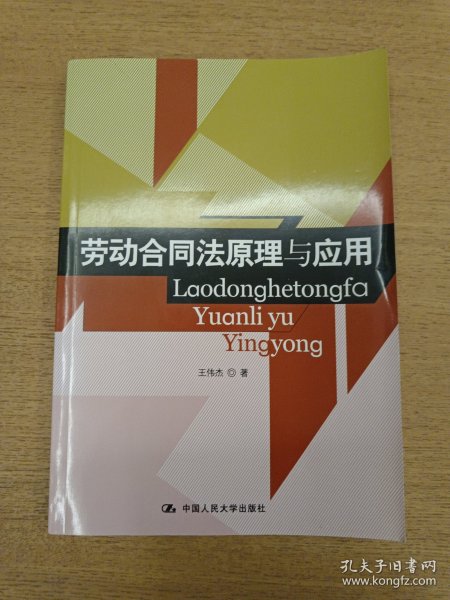 劳动合同法原理与应用
Laodonghetongfa
Yuanli yu
Yingyong
王伟杰 ◎ 著
中国人民大学出版社
孔夫子旧书网
www.kongfz.com